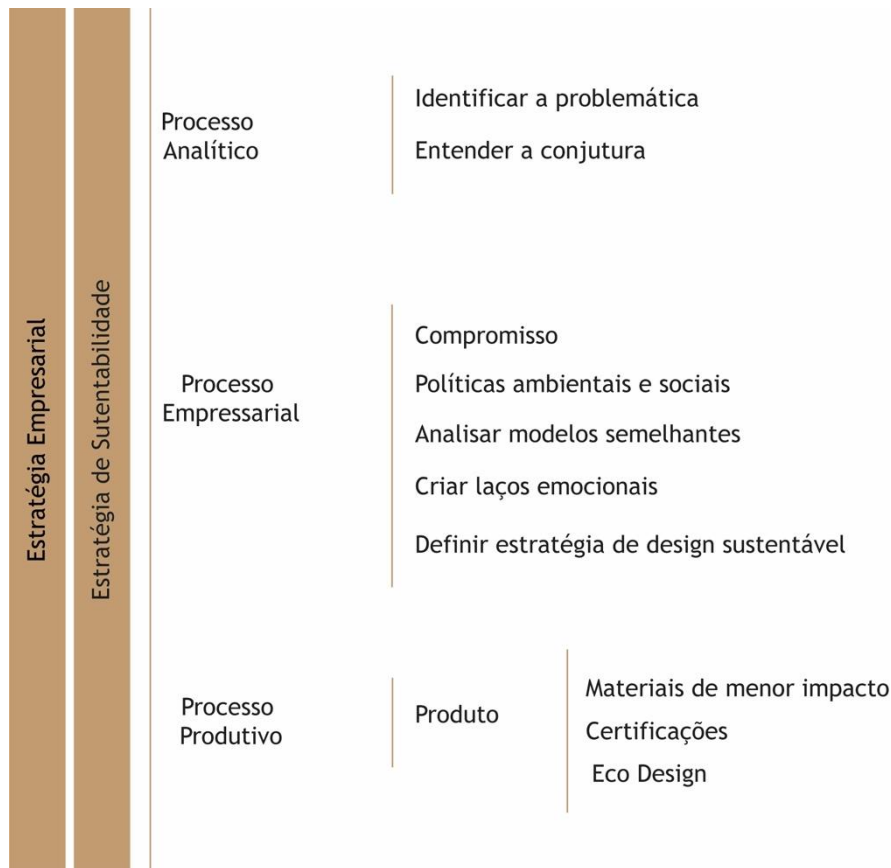 Estratégia Empresarial
Estratégia de Sutentabilidade
Processo
Analítico
Identificar a problemática
Entender a conjutura
Processo
Empressarial
Compromisso
Políticas ambientais e sociais
Analisar modelos semelhantes
Criar laços emocionais
Definir estratégia de design sustentável
Processo
Produtivo
Produto
Materiais de menor impacto
Certificações
Eco Design